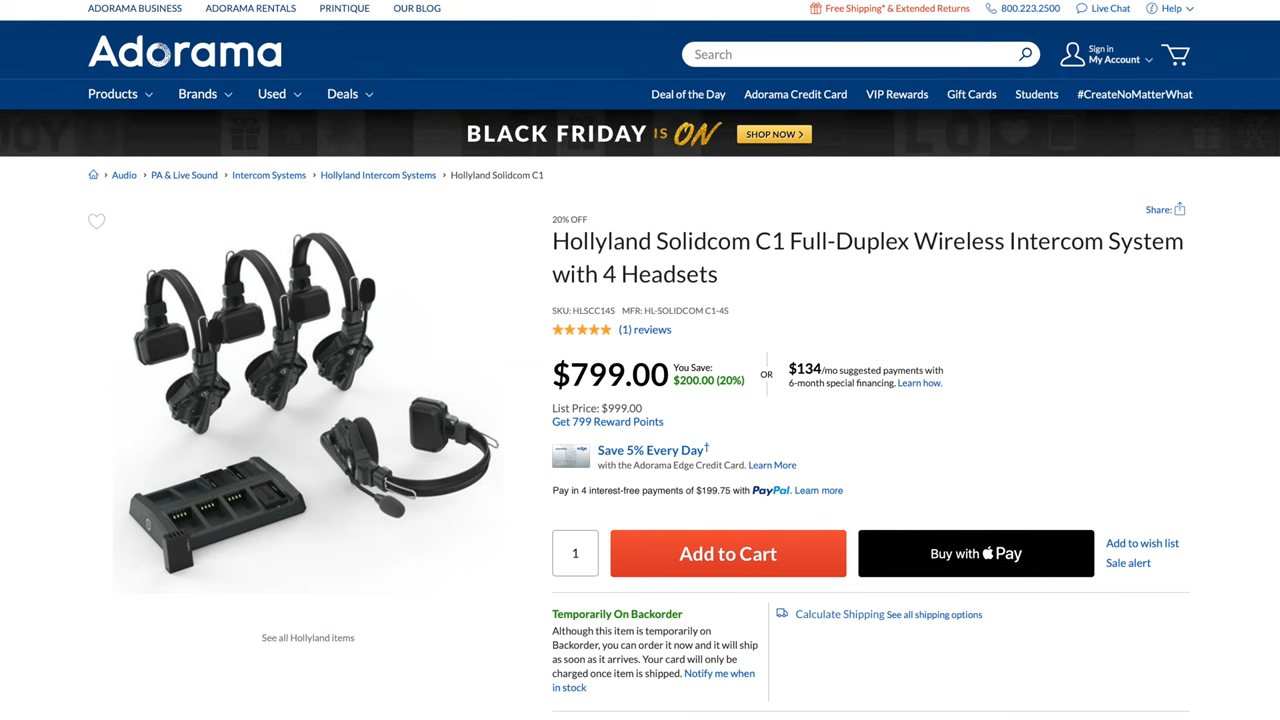 ADORAMA BUSINESS ADORAMA RENTALS PRINTIQUE OUR BLOG Free Shipping* & Extended Returns 800.223.2500 Live Chat Help
Adorama
Search
Sign in
My Account
Products Brands Used Deals Deal of the Day Adorama Credit Card VIP Rewards Gift Cards Students #CreateNoMatterWhat
BLACK FRIDAY IS ON SHOP NOW >
Audio › PA & Live Sound › Intercom Systems › Hollyland Intercom Systems › Hollyland Solidcom C1
Share:
20% OFF
Hollyland Solidcom C1 Full-Duplex Wireless Intercom System
with 4 Headsets
SKU: HLSCC14S MFR: HL-SOLIDCOM C1-4S
(1) reviews
$799.00
You Save:
$200.00 (20%)
OR
$134/mo suggested payments with
6-month special financing. Learn how.
List Price: $999.00
Get 799 Reward Points
Save 5% Every Day†
with the Adorama Edge Credit Card. Learn More
Pay in 4 interest-free payments of $199.75 with PayPal. Learn more
1
Add to Cart
Buy with Pay
Add to wish list
Sale alert
Temporarily On Backorder
Although this item is temporarily on
Backorder, you can order it now and it will ship
as soon as it arrives. Your card will only be
charged once item is shipped. Notify me when
in stock
Calculate Shipping See all shipping options
See all Hollyland items